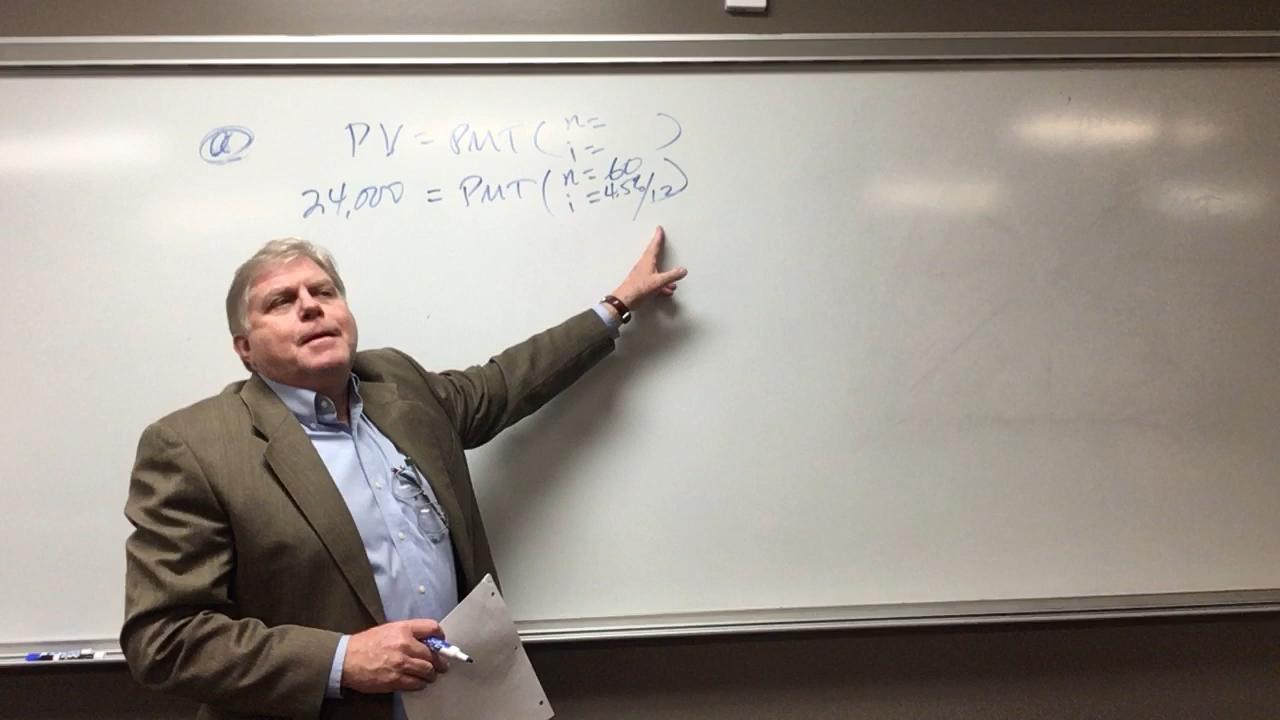 (a) PV = PMT ( n= i= )
24,000 = PMT ( n = 60 i = 4.5%/12 )